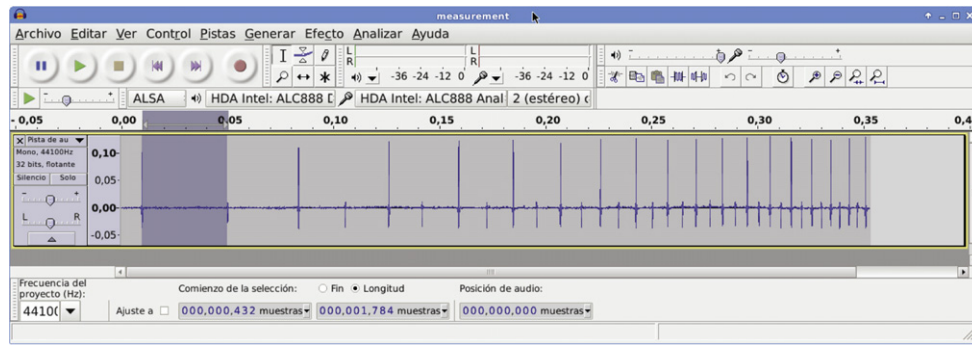 measurement
Archivo Editar Ver Control Pistas Generar Efecto Analizar Ayuda
L
R
L
R
-36 -24 -12 0
-36 -24 -12 0
ALSA
HDA Intel: ALC888 D
HDA Intel: ALC888 Anal
2 (estéreo) c
- 0,05 0,00 0,05 0,10 0,15 0,20 0,25 0,30 0,35 0,4
Pista de au
Mono, 44100Hz
32 bits, flotante
Silencio Solo
- +
L R
0,10
0,05
0,00
-0,05
Frecuencia del
proyecto (Hz):
44100
Comienzo de la selección: Fin Longitud Posición de audio:
Ajuste a 000,000,432 muestras 000,001,784 muestras 000,000,000 muestras